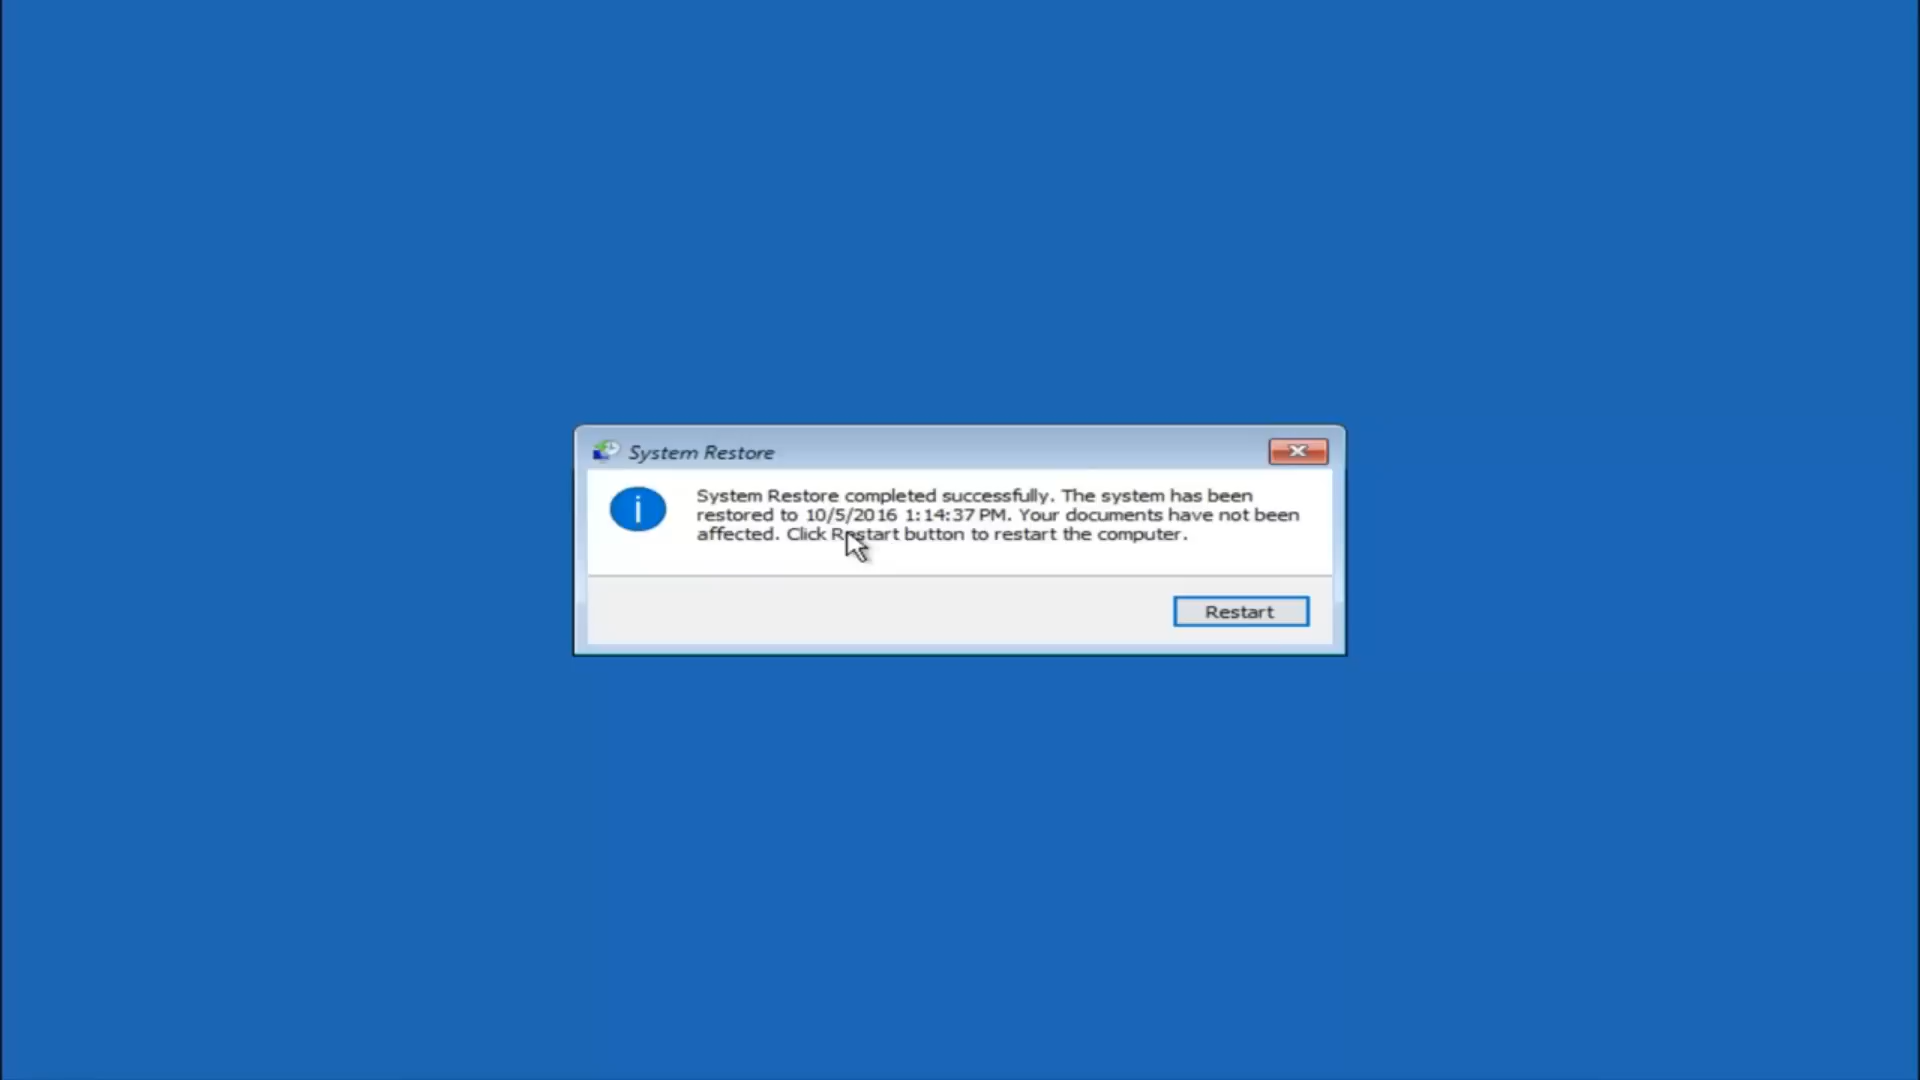 System Restore
System Restore completed successfully. The system has been
restored to 10/5/2016 1:14:37 PM. Your documents have not been
affected. Click Restart button to restart the computer.
Restart